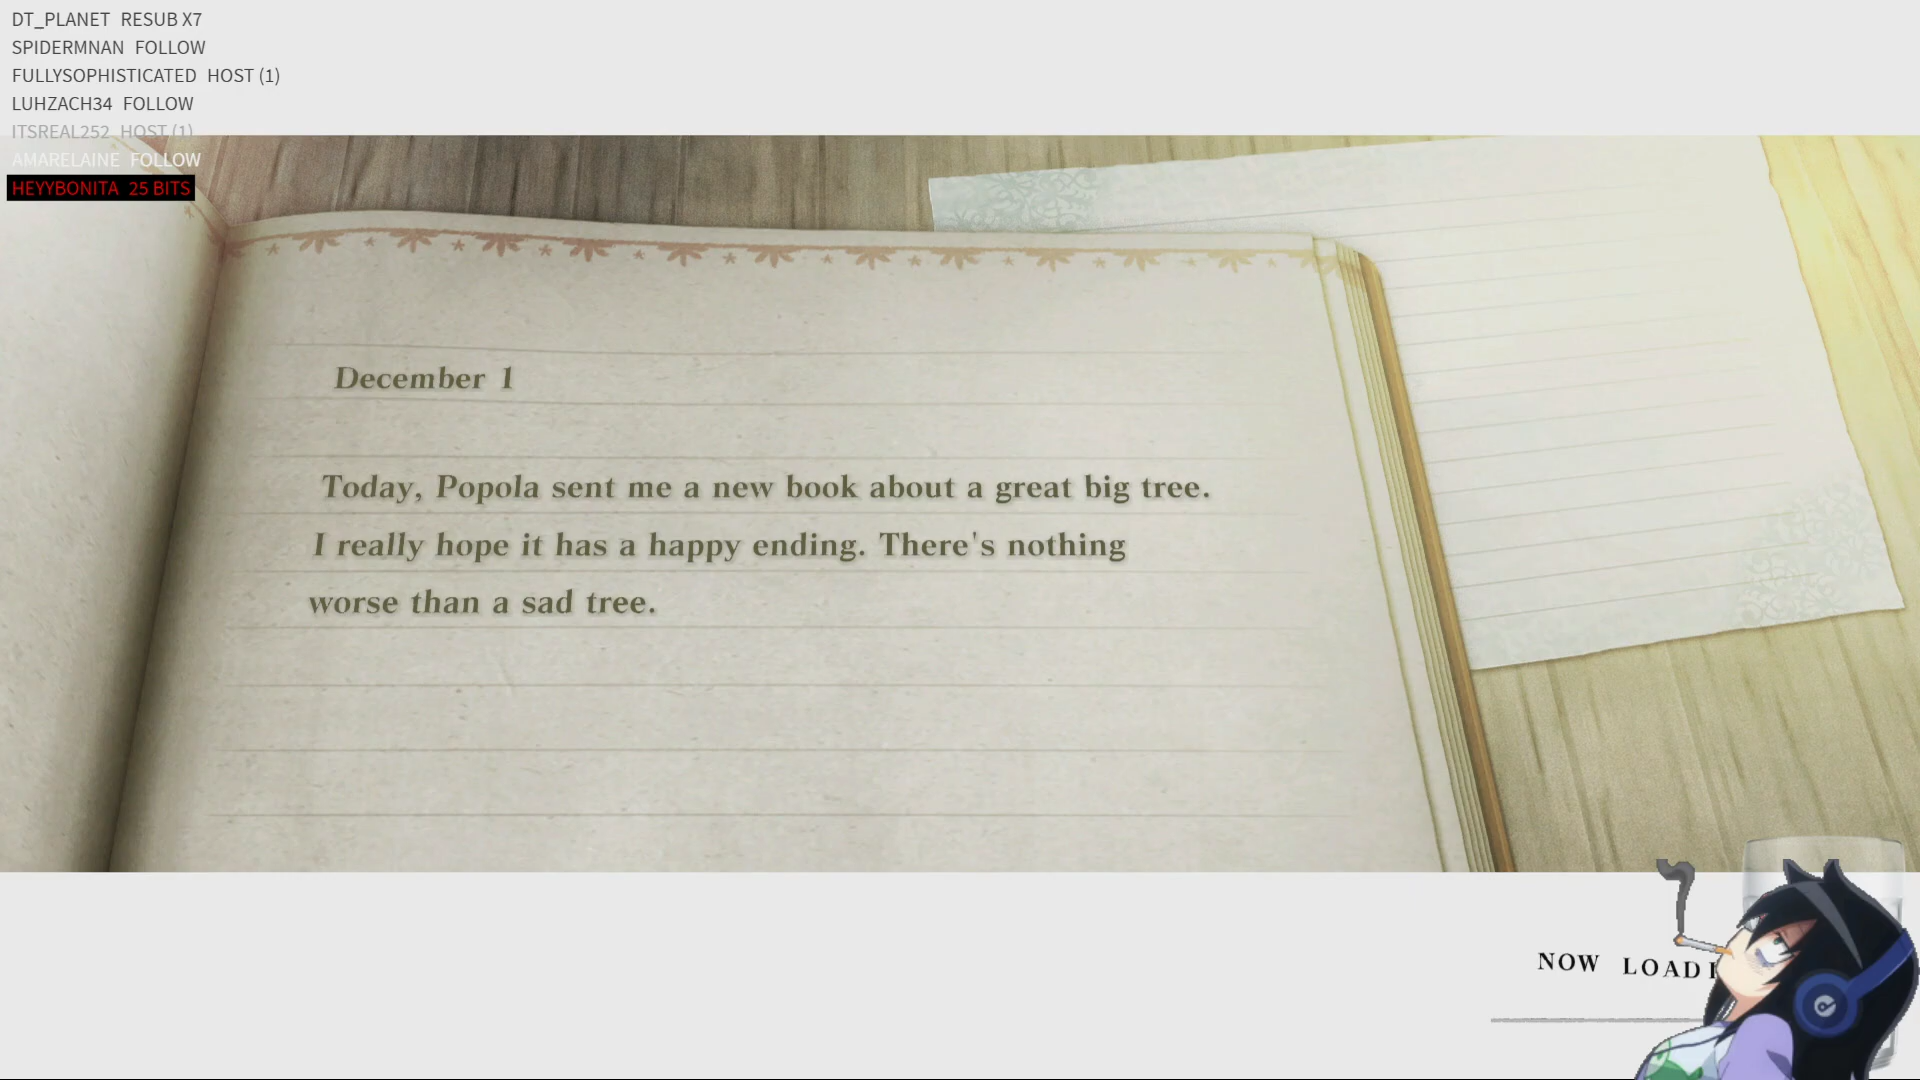 DT_PLANET RESUB X7
SPIDERMNAN FOLLOW
FULLYSOPHISTICATED HOST (1)
LUHZACH34 FOLLOW
ITSREAL252 HOST (1)
AMARELAINE FOLLOW
HEYYBONITA 25 BITS
December 1
Today, Popola sent me a new book about a great big tree.
I really hope it has a happy ending. There's nothing
worse than a sad tree.
NOW LOADI